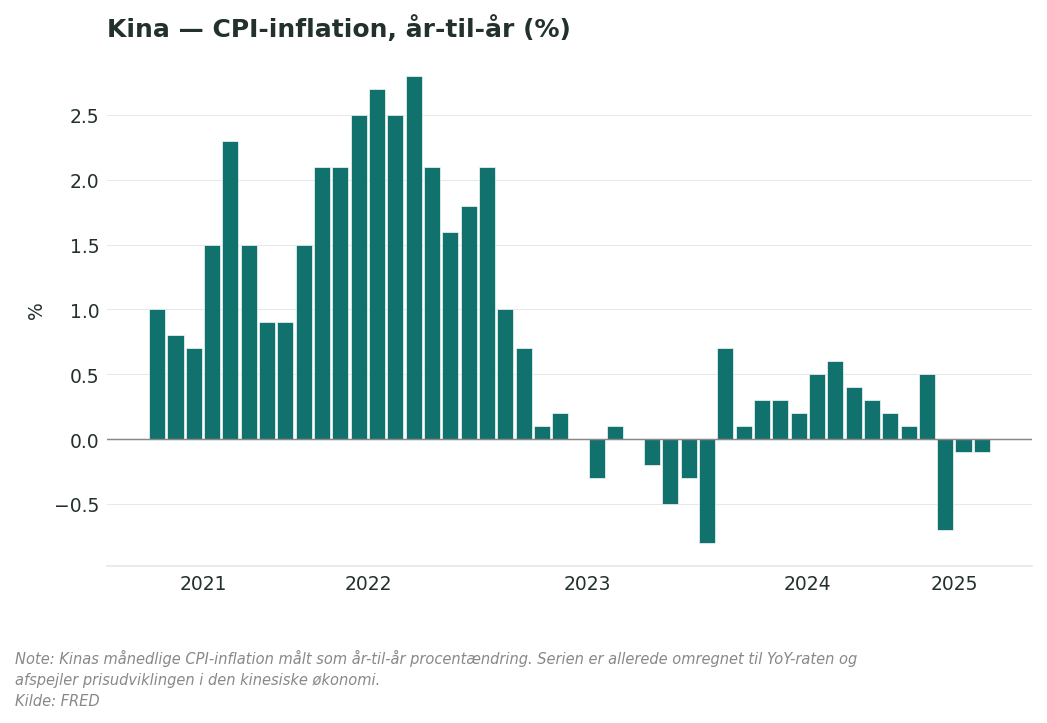 Kina — CPI-inflation, år-til-år (%)
2.5
2.0
1.5
1.0
%
0.5
0.0
−0.5
2021 2022 2023 2024 2025
Note: Kinas månedlige CPI-inflation målt som år-til-år procentændring. Serien er allerede omregnet til YoY-raten og
afspejler prisudviklingen i den kinesiske økonomi.
Kilde: FRED